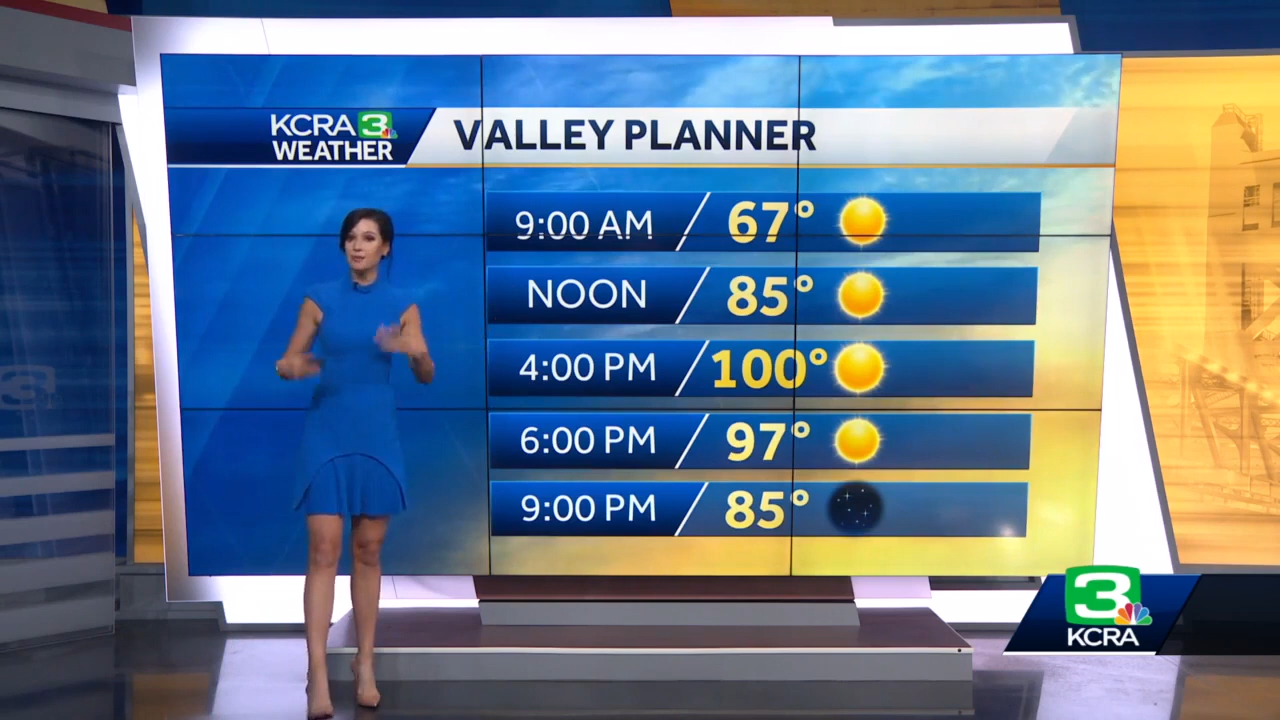 KCRA 3
WEATHER
VALLEY PLANNER
9:00 AM 67°
NOON 85°
4:00 PM 100°
6:00 PM 97°
9:00 PM 85°
3
3
KCRA